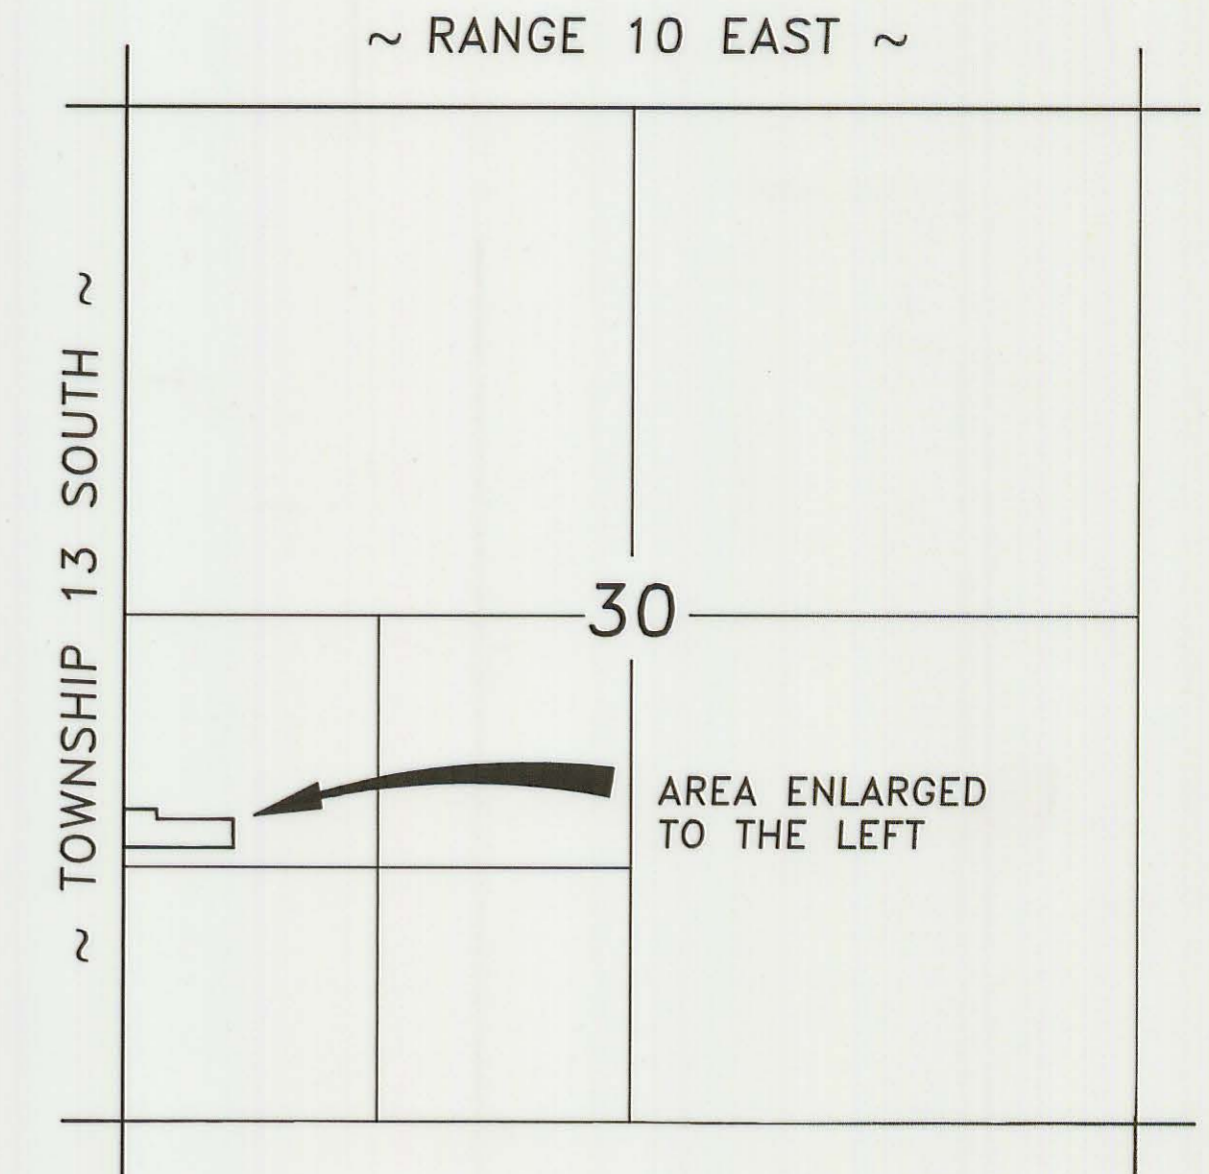 ~ RANGE 10 EAST ~
~ TOWNSHIP 13 SOUTH ~
30
AREA ENLARGED
TO THE LEFT